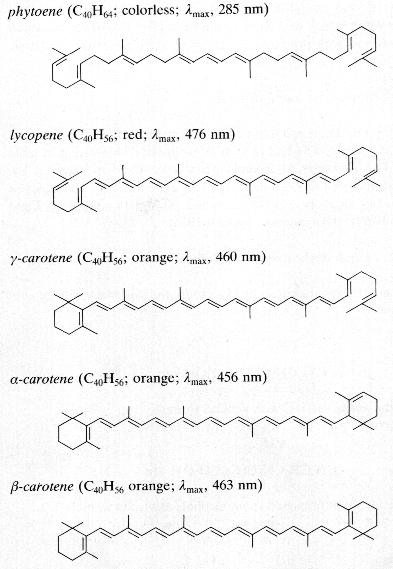 phytoene (C₄₀H₆₄; colorless; λmax, 285 nm)
lycopene (C₄₀H₅₆; red; λmax, 476 nm)
γ-carotene (C₄₀H₅₆; orange; λmax, 460 nm)
α-carotene (C₄₀H₅₆; orange; λmax, 456 nm)
β-carotene (C₄₀H₅₆ orange; λmax, 463 nm)